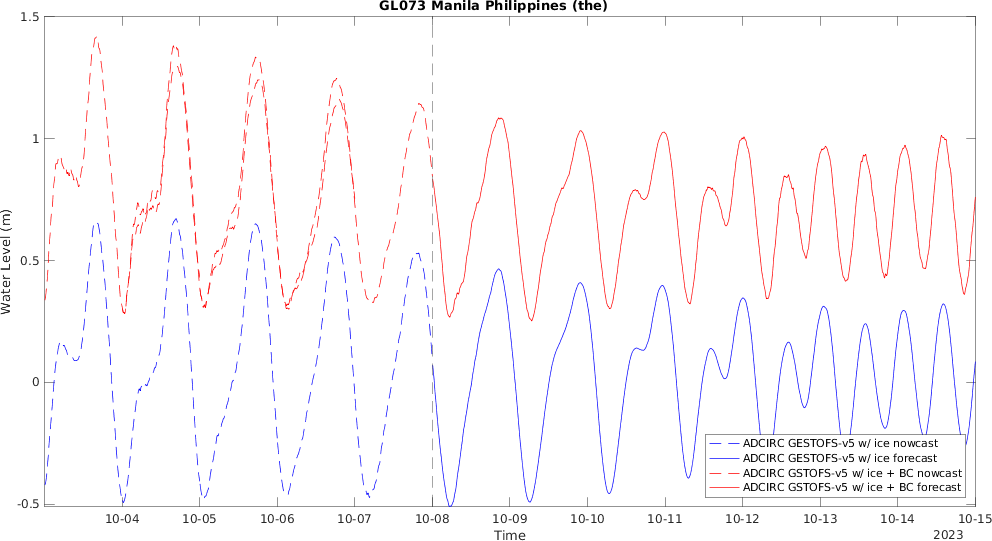 GL073 Manila Philippines (the)
1.5
1
0.5
0
-0.5
Water Level (m)
10-04
10-05
10-06
10-07
10-08
10-09
10-10
10-11
10-12
10-13
10-14
10-15
Time
2023
ADCIRC GESTOFS-v5 w/ ice nowcast
ADCIRC GESTOFS-v5 w/ ice forecast
ADCIRC GSTOFS-v5 w/ ice + BC nowcast
ADCIRC GSTOFS-v5 w/ ice + BC forecast